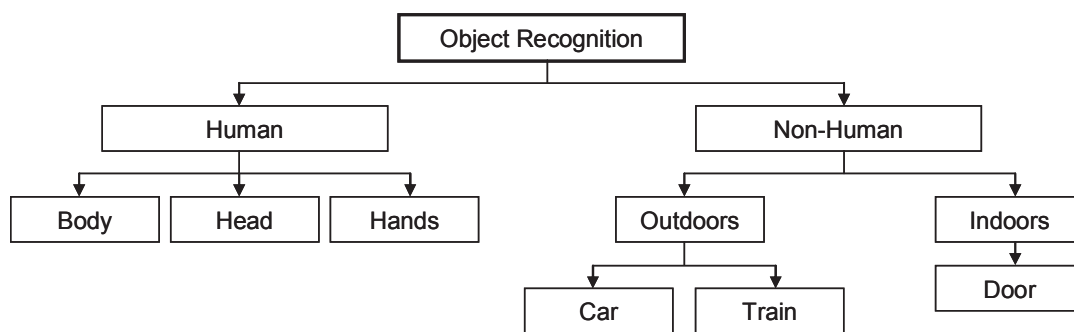 Object Recognition
Human
Non-Human
Body
Head
Hands
Outdoors
Indoors
Car
Train
Door